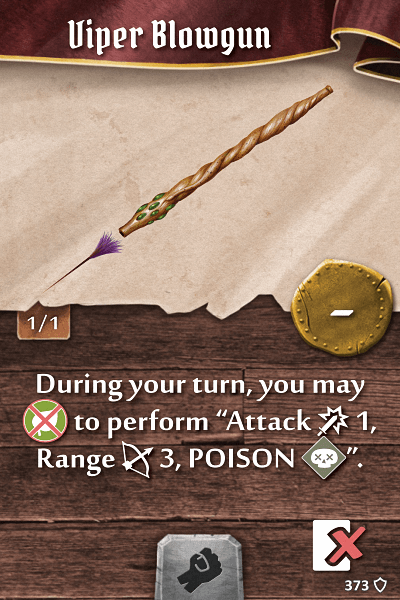 Viper Blowgun
1/1
-
During your turn, you may
to perform “Attack 1,
Range 3, POISON ”.
373